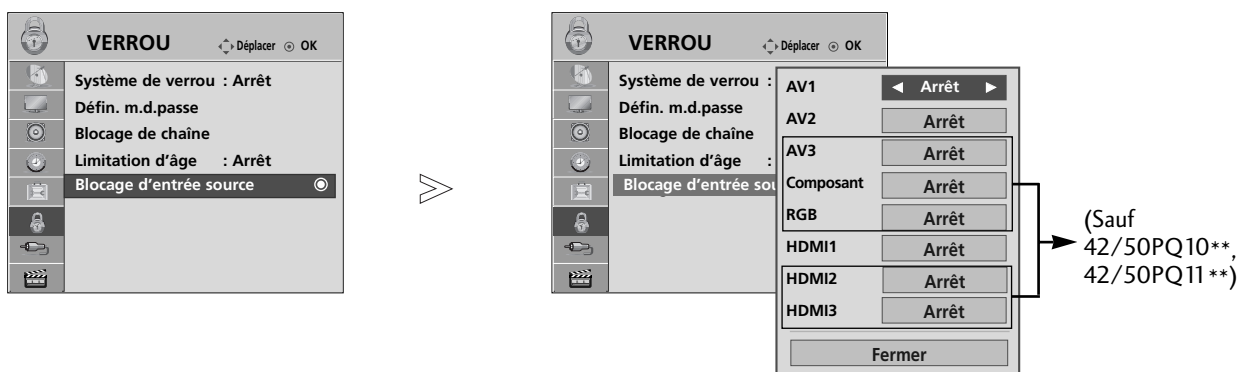 VERROU Déplacer OK
Système de verrou : Arrêt
Défin. m.d.passe
Blocage de chaîne
Limitation d'âge : Arrêt
Blocage d'entrée source
VERROU Déplacer OK
Système de verrou :
Défin. m.d.passe
Blocage de chaîne
Limitation d'âge :
Blocage d'entrée sou
AV1 ◄ Arrêt ►
AV2 Arrêt
AV3 Arrêt
Composant Arrêt
RGB Arrêt
HDMI1 Arrêt
HDMI2 Arrêt
HDMI3 Arrêt
Fermer
(Sauf
42/50PQ10**,
42/50PQ11**)